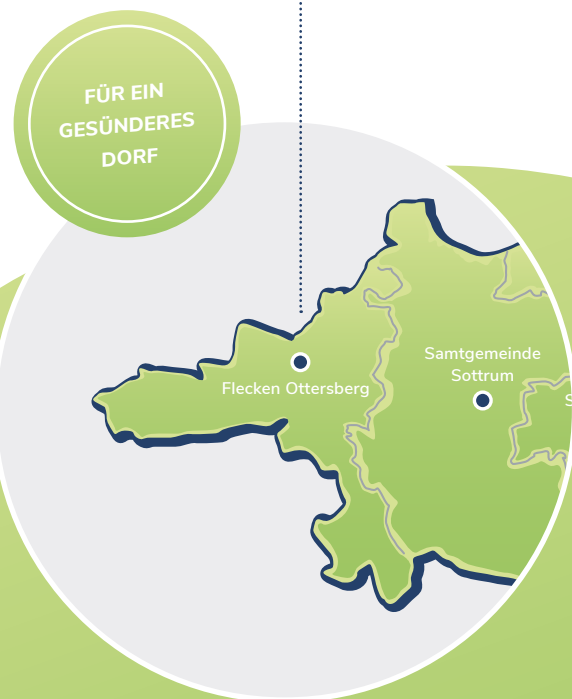 FÜR EIN
GESÜNDERES
DORF
Samtgemeinde
Sottrum
Flecken Ottersberg
S